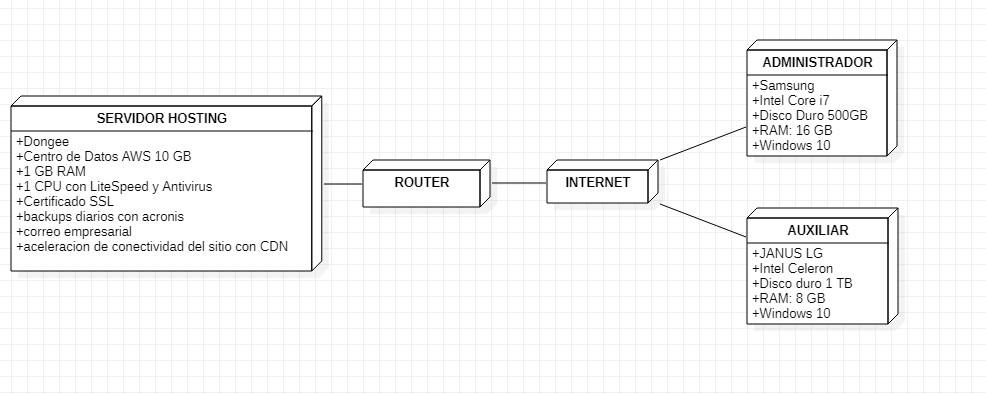 SERVIDOR HOSTING
+Dongee
+Centro de Datos AWS 10 GB
+1 GB RAM
+1 CPU con LiteSpeed y Antivirus
+Certificado SSL
+backups diarios con acronis
+correo empresarial
+aceleracion de conectividad del sitio con CDN
ROUTER
INTERNET
ADMINISTRADOR
+Samsung
+Intel Core i7
+Disco Duro 500GB
+RAM: 16 GB
+Windows 10
AUXILIAR
+JANUS LG
+Intel Celeron
+Disco duro 1 TB
+RAM: 8 GB
+Windows 10